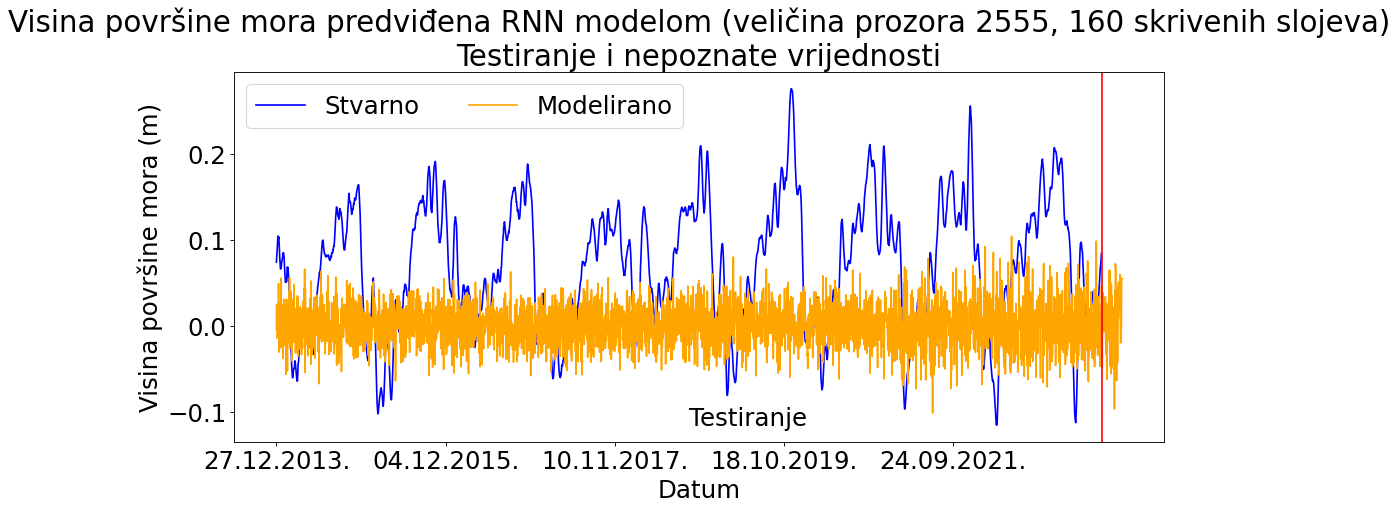 Visina površine mora predviđena RNN modelom (veličina prozora 2555, 160 skrivenih slojeva)
Testiranje i nepoznate vrijednosti
Stvarno Modelirano
Visina površine mora (m)
0.2
0.1
0.0
−0.1
Testiranje
27.12.2013. 04.12.2015. 10.11.2017. 18.10.2019. 24.09.2021.
Datum